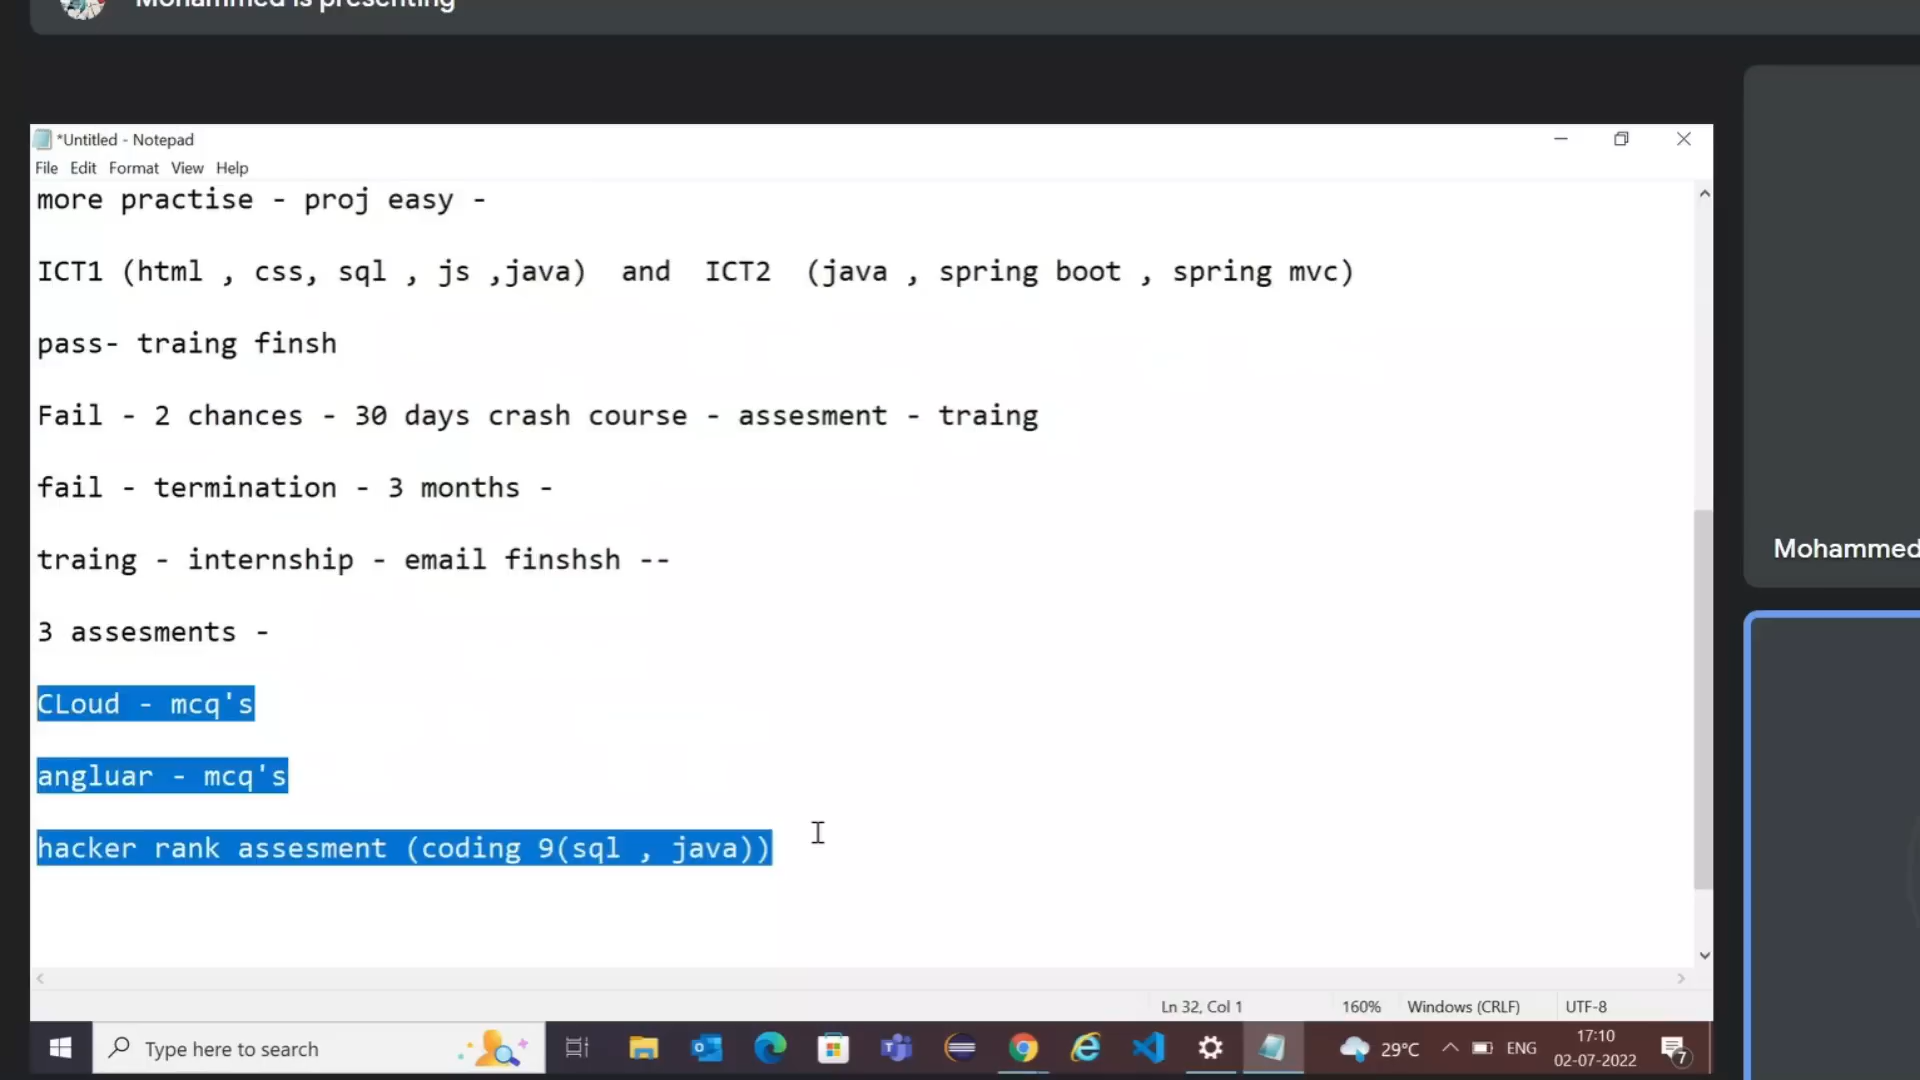 Mohammed is presenting
*Untitled - Notepad
File Edit Format View Help
more practise - proj easy -
ICT1 (html , css, sql , js ,java)  and  ICT2  (java , spring boot , spring mvc)
pass- traing finsh
Fail - 2 chances - 30 days crash course - assesment - traing
fail - termination - 3 months -
traing - internship - email finshsh --
3 assesments -
CLoud - mcq's
angluar - mcq's
hacker rank assesment (coding 9(sql , java))
Mohammed
Ln 32, Col 1 160% Windows (CRLF) UTF-8
Type here to search
29°C ENG
17:10
02-07-2022
7